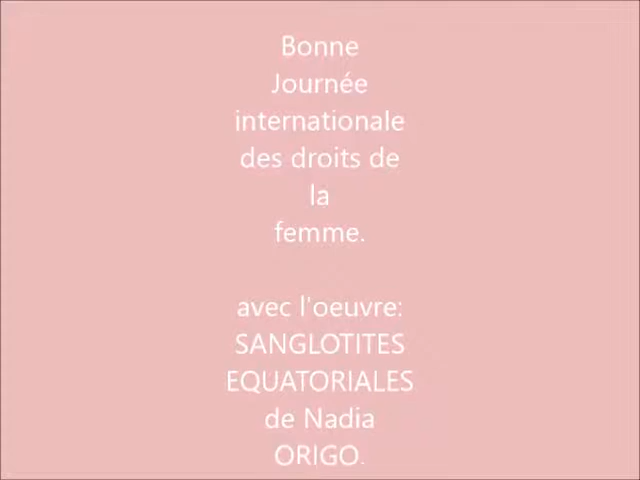 Bonne
Journée
internationale
des droits de
la
femme.
avec l'oeuvre:
SANGLOTITES
EQUATORIALES
de Nadia
ORIGO.